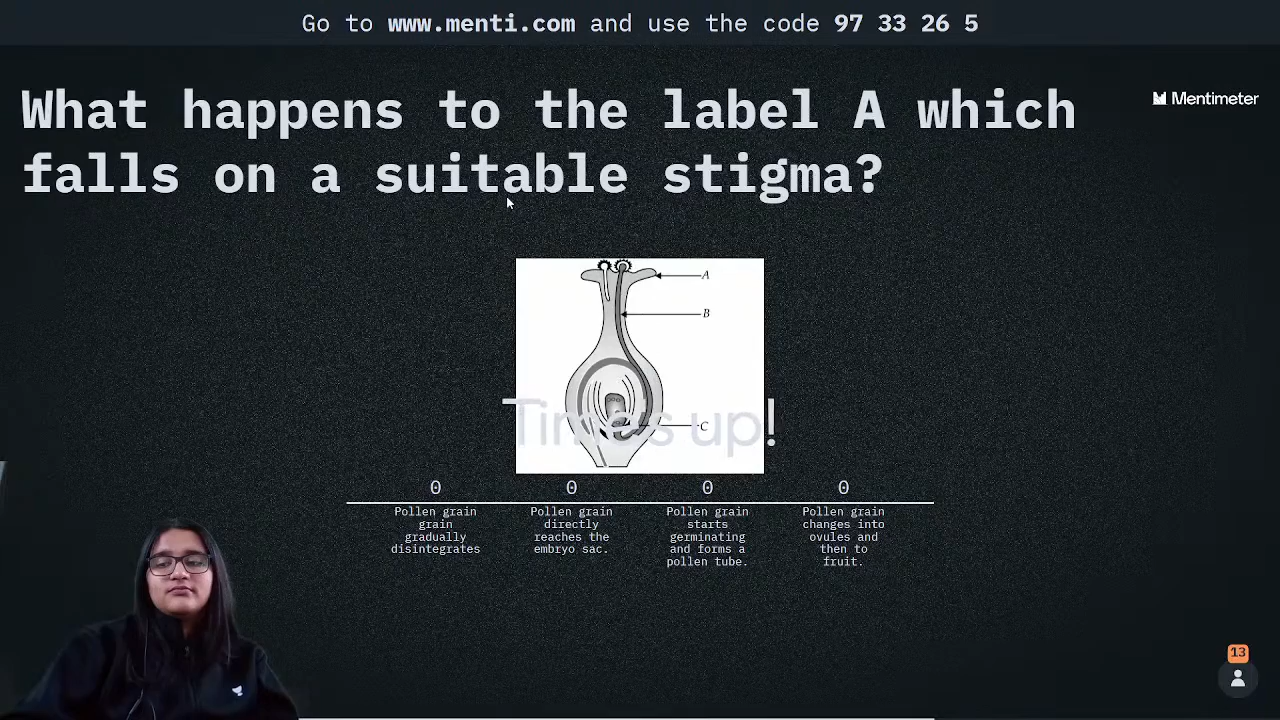 Go to www.menti.com and use the code 97 33 26 5
Mentimeter
What happens to the label A which
falls on a suitable stigma?
A
B
C
Time's up!
0
0
0
0
Pollen grain
grain
gradually
disintegrates
Pollen grain
directly
reaches the
embryo sac.
Pollen grain
starts
germinating
and forms a
pollen tube.
Pollen grain
changes into
ovules and
then to
fruit.
13